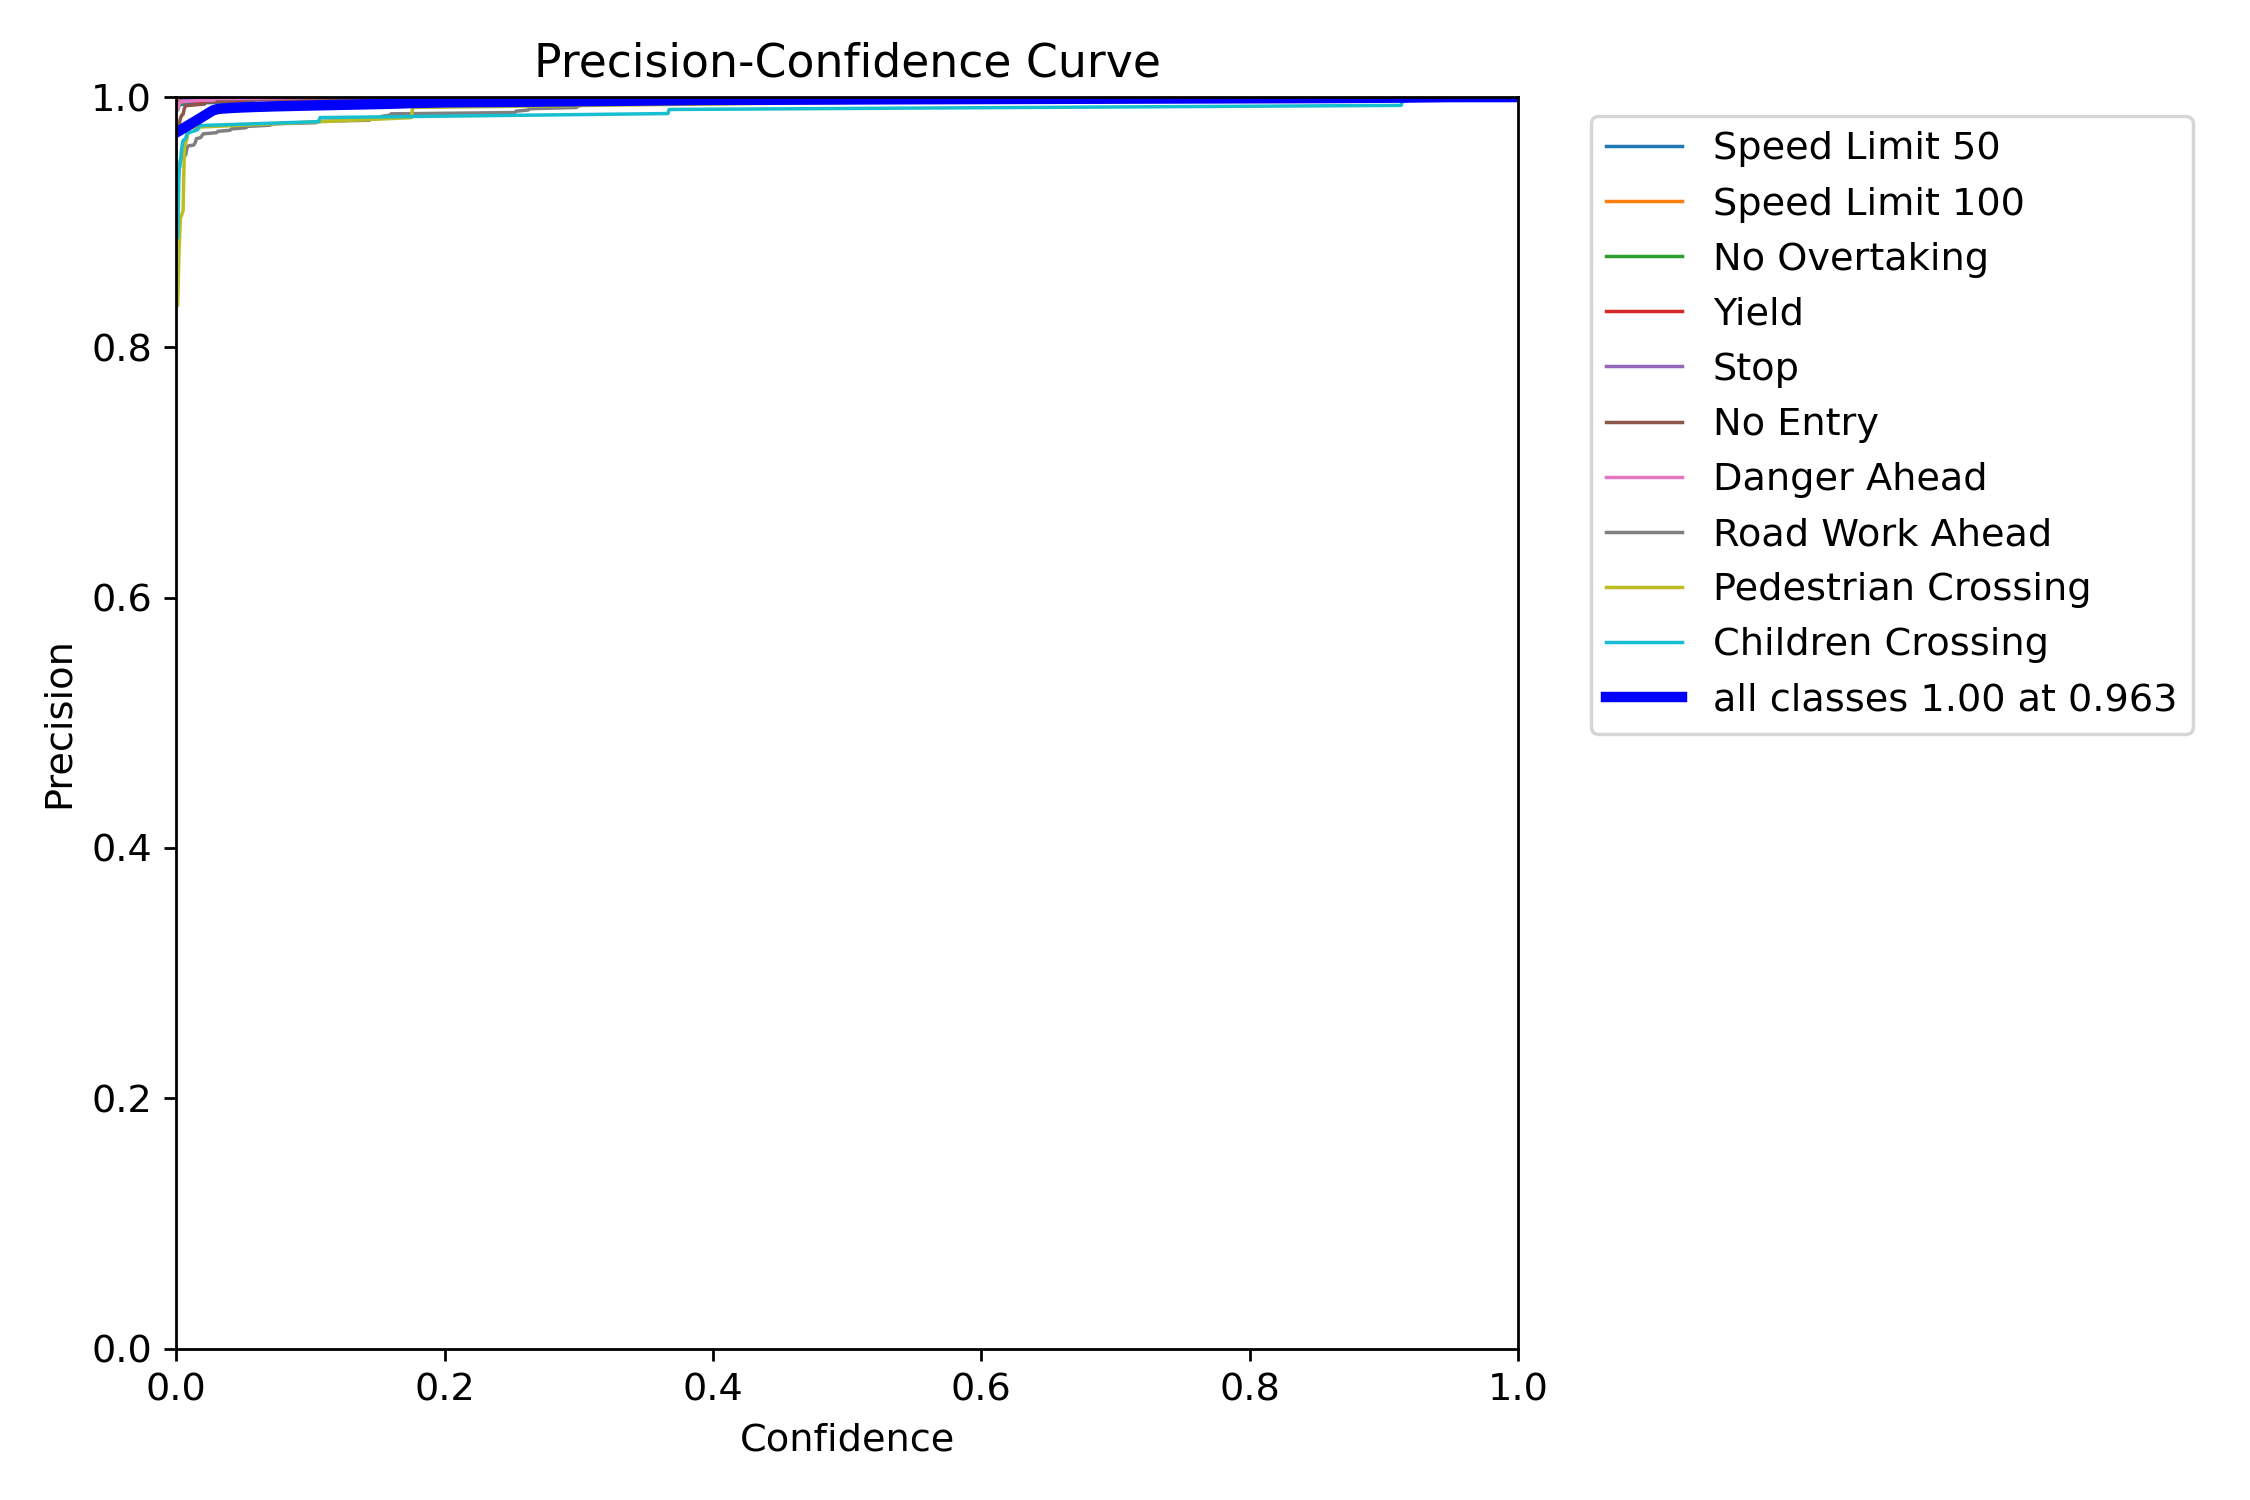 Precision-Confidence Curve
1.0
0.8
0.6
0.4
0.2
0.0
Precision
0.0 0.2 0.4 0.6 0.8 1.0
Confidence
Speed Limit 50
Speed Limit 100
No Overtaking
Yield
Stop
No Entry
Danger Ahead
Road Work Ahead
Pedestrian Crossing
Children Crossing
all classes 1.00 at 0.963